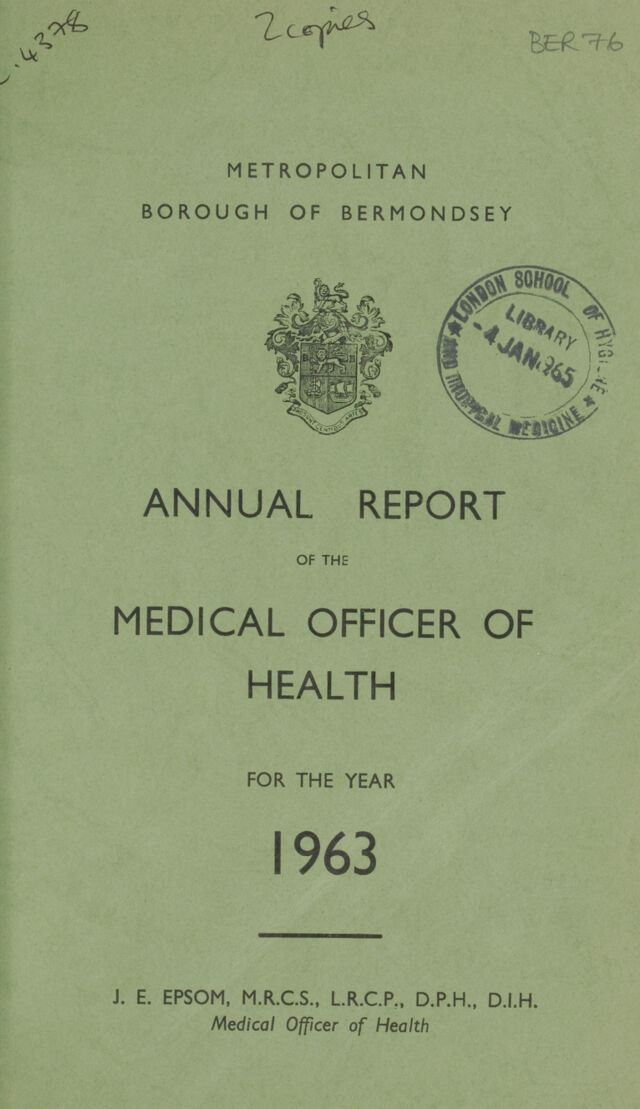 2 copies
BER 76
METROPOLITAN
BOROUGH OF BERMONDSEY
LONDON SCHOOL OF HYGIENE
AND TROPICAL MEDICINE
LIBRARY
-4 JAN 1965
ANNUAL REPORT
OF THE
MEDICAL OFFICER OF
HEALTH
FOR THE YEAR
1963
J. E. EPSOM, M.R.C.S., L.R.C.P., D.P.H., D.I.H.
Medical Officer of Health